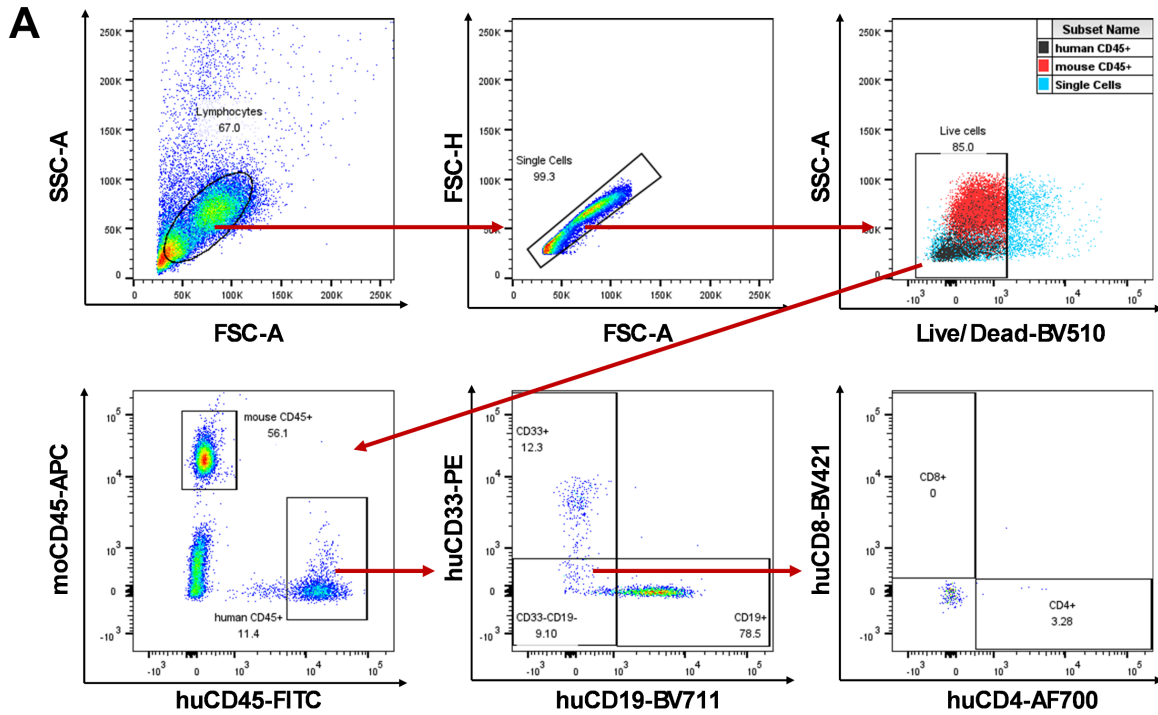 A
250K
200K
150K
100K
50K
0
SSC-A
Lymphocytes
67.0
0 50K 100K 150K 200K 250K
FSC-A
250K
200K
150K
100K
50K
0
FSC-H
Single Cells
99.3
0 50K 100K 150K 200K 250K
FSC-A
250K
200K
150K
100K
50K
0
SSC-A
Subset Name
human CD45+
mouse CD45+
Single Cells
Live cells
85.0
-10³ 0 10³ 10⁴ 10⁵
Live/Dead-BV510
10⁵
10⁴
10³
0
-10³
moCD45-APC
mouse CD45+
56.1
human CD45+
11.4
-10³ 0 10³ 10⁴ 10⁵
huCD45-FITC
10⁵
10⁴
10³
0
-10³
huCD33-PE
CD33+
12.3
CD33-CD19-
9.10
CD19+
78.5
-10³ 0 10³ 10⁴ 10⁵
huCD19-BV711
10⁵
10⁴
10³
0
-10³
huCD8-BV421
CD8+
0
CD4+
3.28
-10³ 0 10³ 10⁴ 10⁵
huCD4-AF700